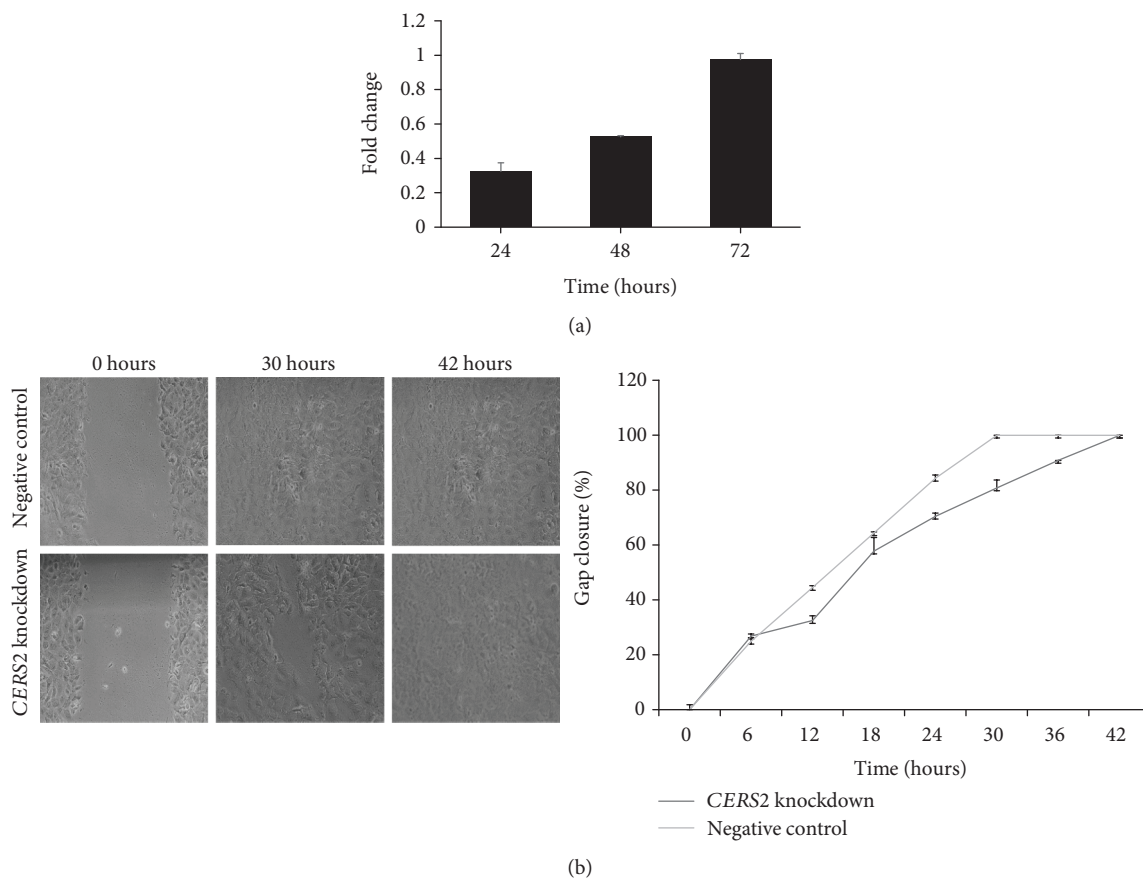 1.2
1
0.8
0.6
0.4
0.2
0
Fold change
24 48 72
Time (hours)
(a)
0 hours 30 hours 42 hours
Negative control
CERS2 knockdown
120
100
80
60
40
20
0
Gap closure (%)
0 6 12 18 24 30 36 42
Time (hours)
CERS2 knockdown
Negative control
(b)